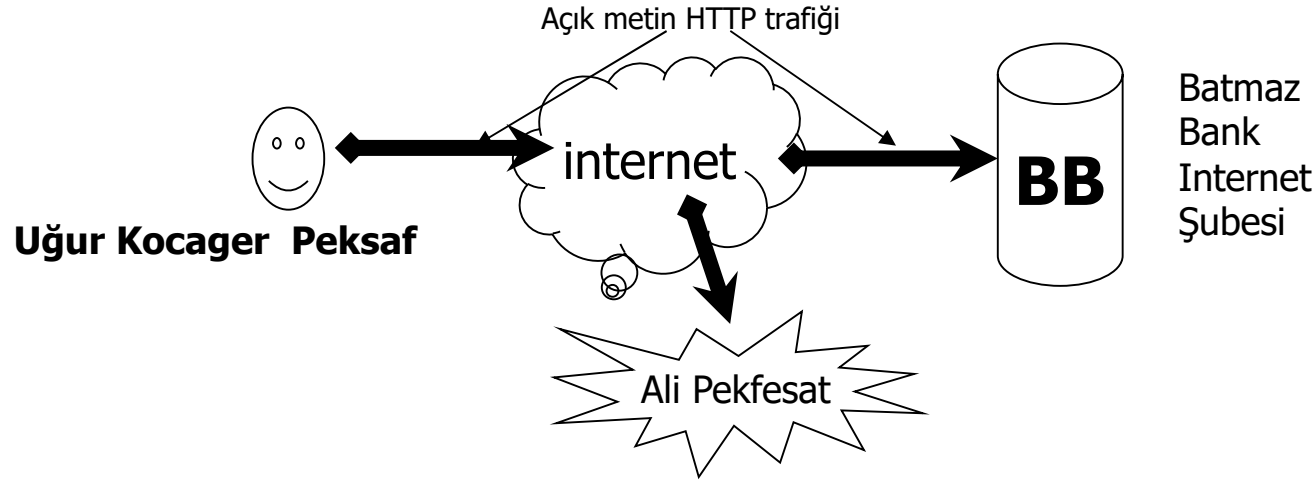 Açık metin HTTP trafiği
internet
BB
Batmaz
Bank
Internet
Şubesi
Uğur Kocager Peksaf
Ali Pekfesat